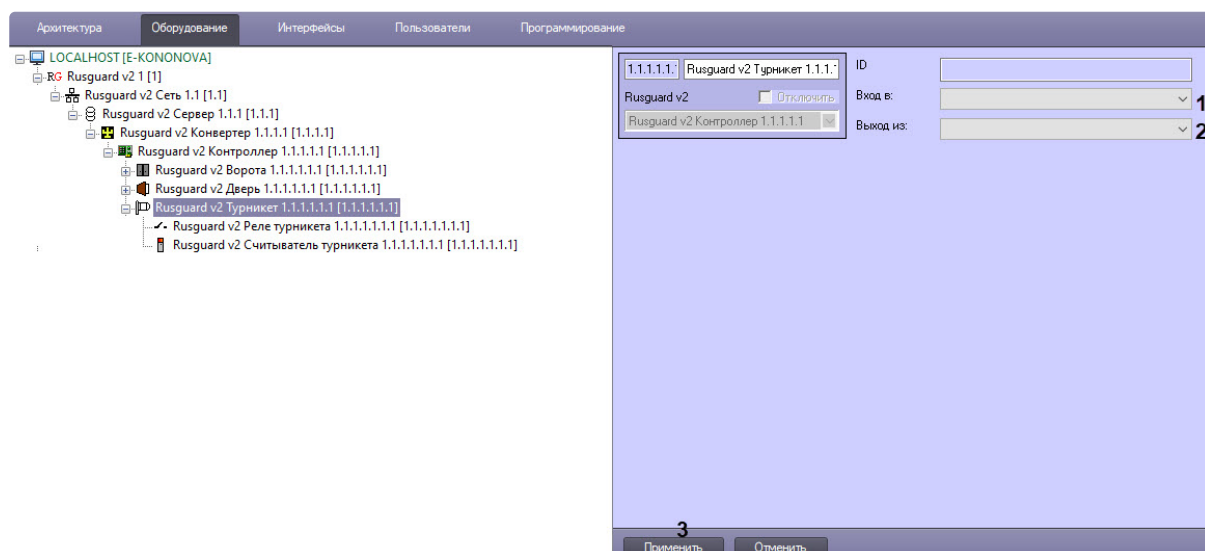 Архитектура Оборудование Интерфейсы Пользователи Программирование
LOCALHOST [E-KONONOVA]
RG Rusguard v2 1 [1]
Rusguard v2 Сеть 1.1 [1.1]
Rusguard v2 Сервер 1.1.1 [1.1.1]
Rusguard v2 Конвертер 1.1.1.1 [1.1.1.1]
Rusguard v2 Контроллер 1.1.1.1.1 [1.1.1.1.1]
Rusguard v2 Ворота 1.1.1.1.1.1 [1.1.1.1.1.1]
Rusguard v2 Дверь 1.1.1.1.1.1 [1.1.1.1.1.1]
Rusguard v2 Турникет 1.1.1.1.1.1 [1.1.1.1.1.1]
Rusguard v2 Реле турникета 1.1.1.1.1.1.1 [1.1.1.1.1.1.1]
Rusguard v2 Считыватель турникета 1.1.1.1.1.1.1 [1.1.1.1.1.1.1]
1.1.1.1.1. Rusguard v2 Турникет 1.1.1.
Rusguard v2 Отключить
Rusguard v2 Контроллер 1.1.1.1.1
ID
Вход в: 1
Выход из: 2
3
Применить Отменить